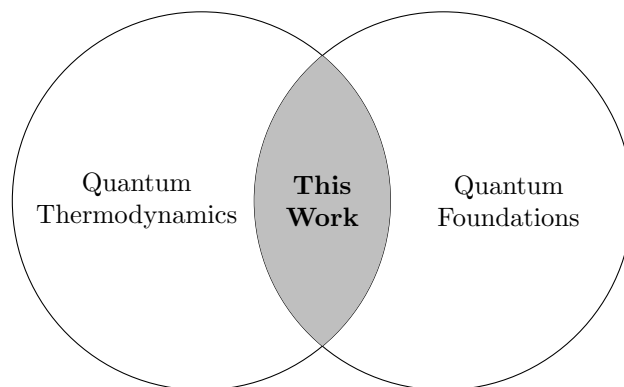 Quantum
Thermodynamics
This
Work
Quantum
Foundations